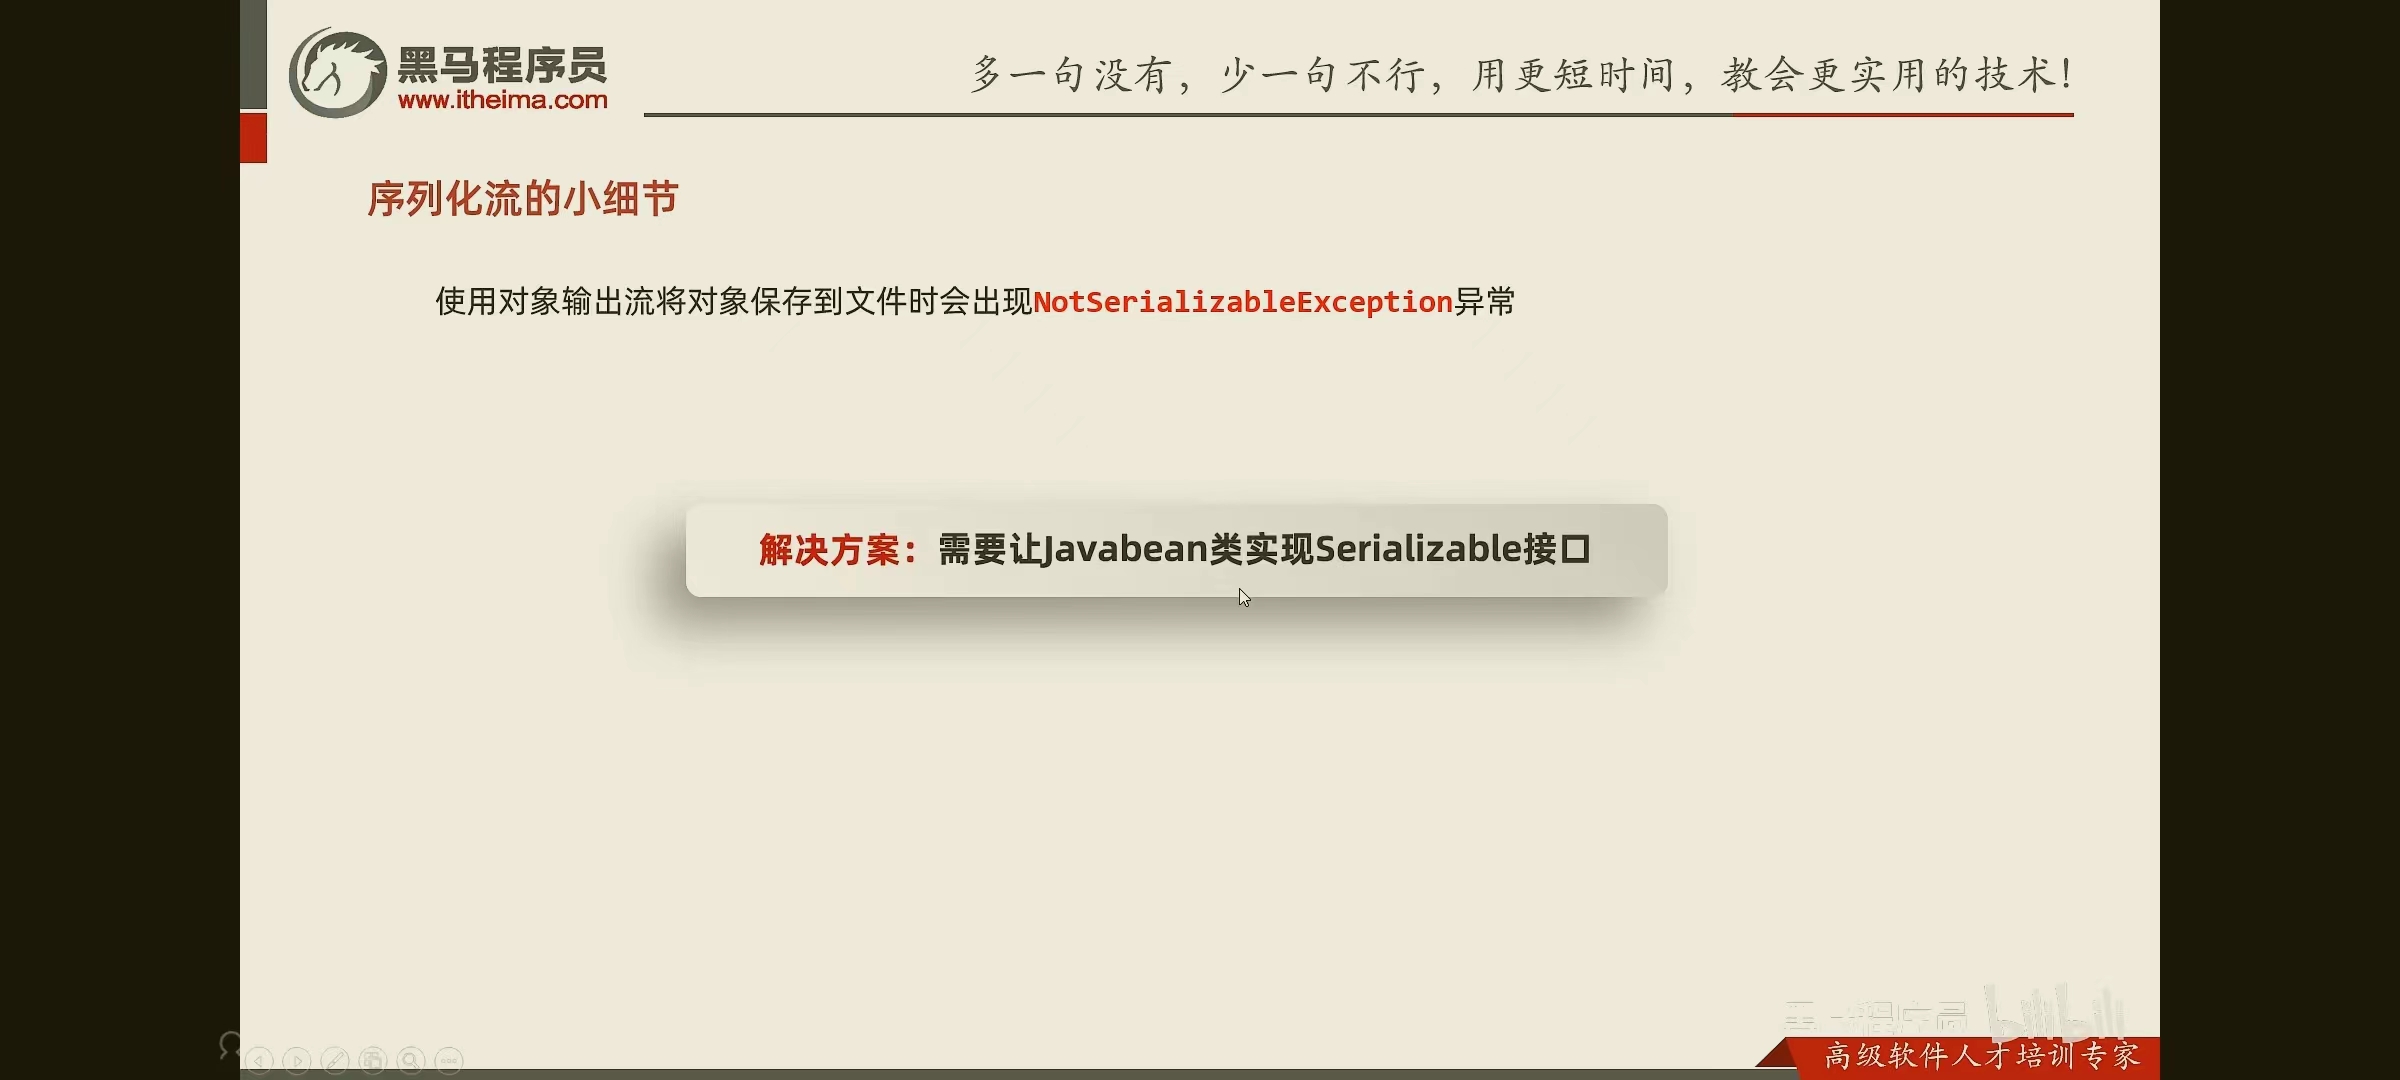 黑马程序员
www.itheima.com
多一句没有，少一句不行，用更短时间，教会更实用的技术！
序列化流的小细节
使用对象输出流将对象保存到文件时会出现NotSerializableException异常
解决方案：需要让Javabean类实现Serializable接口
黑马程序员 bilibili
高级软件人才培训专家